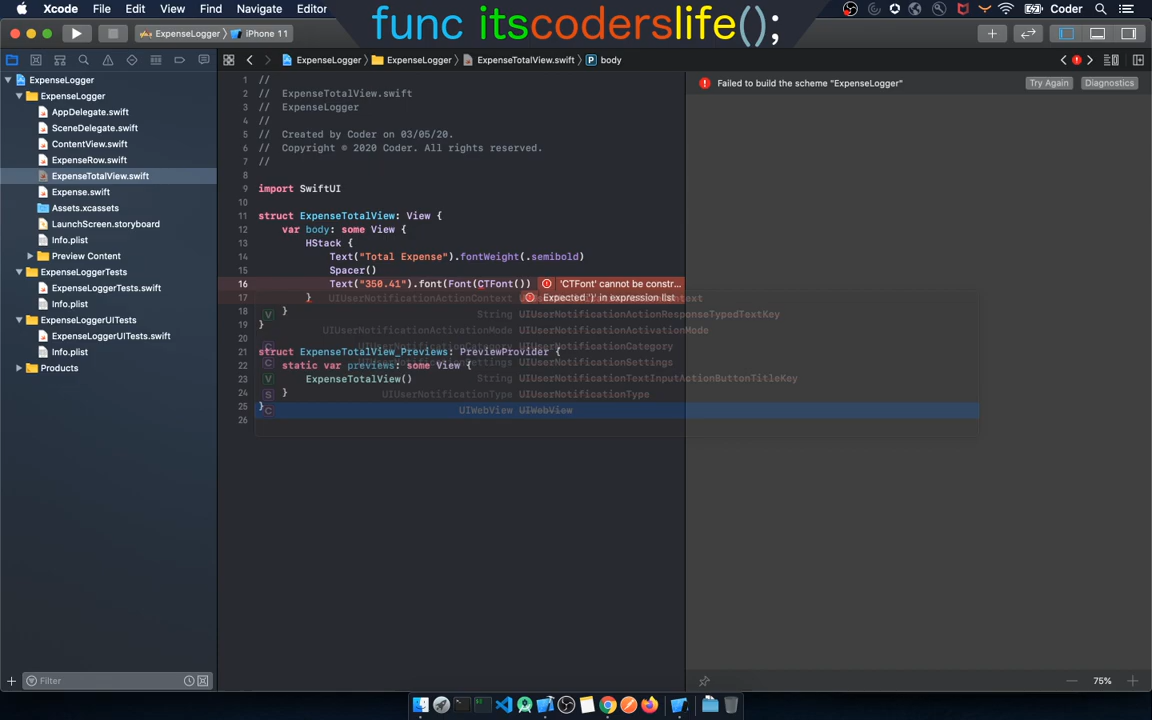 Xcode File Edit View Find Navigate Editor
func itscoderslife();
Coder
ExpenseLogger iPhone 11
ExpenseLogger ExpenseLogger ExpenseTotalView.swift P body
ExpenseLogger
ExpenseLogger
AppDelegate.swift
SceneDelegate.swift
ContentView.swift
ExpenseRow.swift
ExpenseTotalView.swift
Expense.swift
Assets.xcassets
LaunchScreen.storyboard
Info.plist
Preview Content
ExpenseLoggerTests
ExpenseLoggerTests.swift
Info.plist
ExpenseLoggerUITests
ExpenseLoggerUITests.swift
Info.plist
Products
Filter
1 //
2 // ExpenseTotalView.swift
3 // ExpenseLogger
4 //
5 // Created by Coder on 03/05/20.
6 // Copyright © 2020 Coder. All rights reserved.
7 //
8
9 import SwiftUI
10
11 struct ExpenseTotalView: View {
12 var body: some View {
13 HStack {
14 Text("Total Expense").fontWeight(.semibold)
15 Spacer()
16 Text("350.41").font(Font(CTFont()) 'CTFont' cannot be constr...
17 } Expected ')' in expression list
18 }
19 }
20
21 struct ExpenseTotalView_Previews: PreviewProvider {
22 static var previews: some View {
23 ExpenseTotalView()
24 }
25 }
26
UIUserNotificationActionContext
String UIUserNotificationActionResponseTypedTextKey
UIUserNotificationActivationMode UIUserNotificationActivationMode
UIUserNotificationCategory UIUserNotificationCategory
UIUserNotificationSettings UIUserNotificationSettings
String UIUserNotificationTextInputActionButtonTitleKey
UIUserNotificationType UIUserNotificationType
UIWebView UIWebView
Failed to build the scheme "ExpenseLogger" Try Again Diagnostics
75%